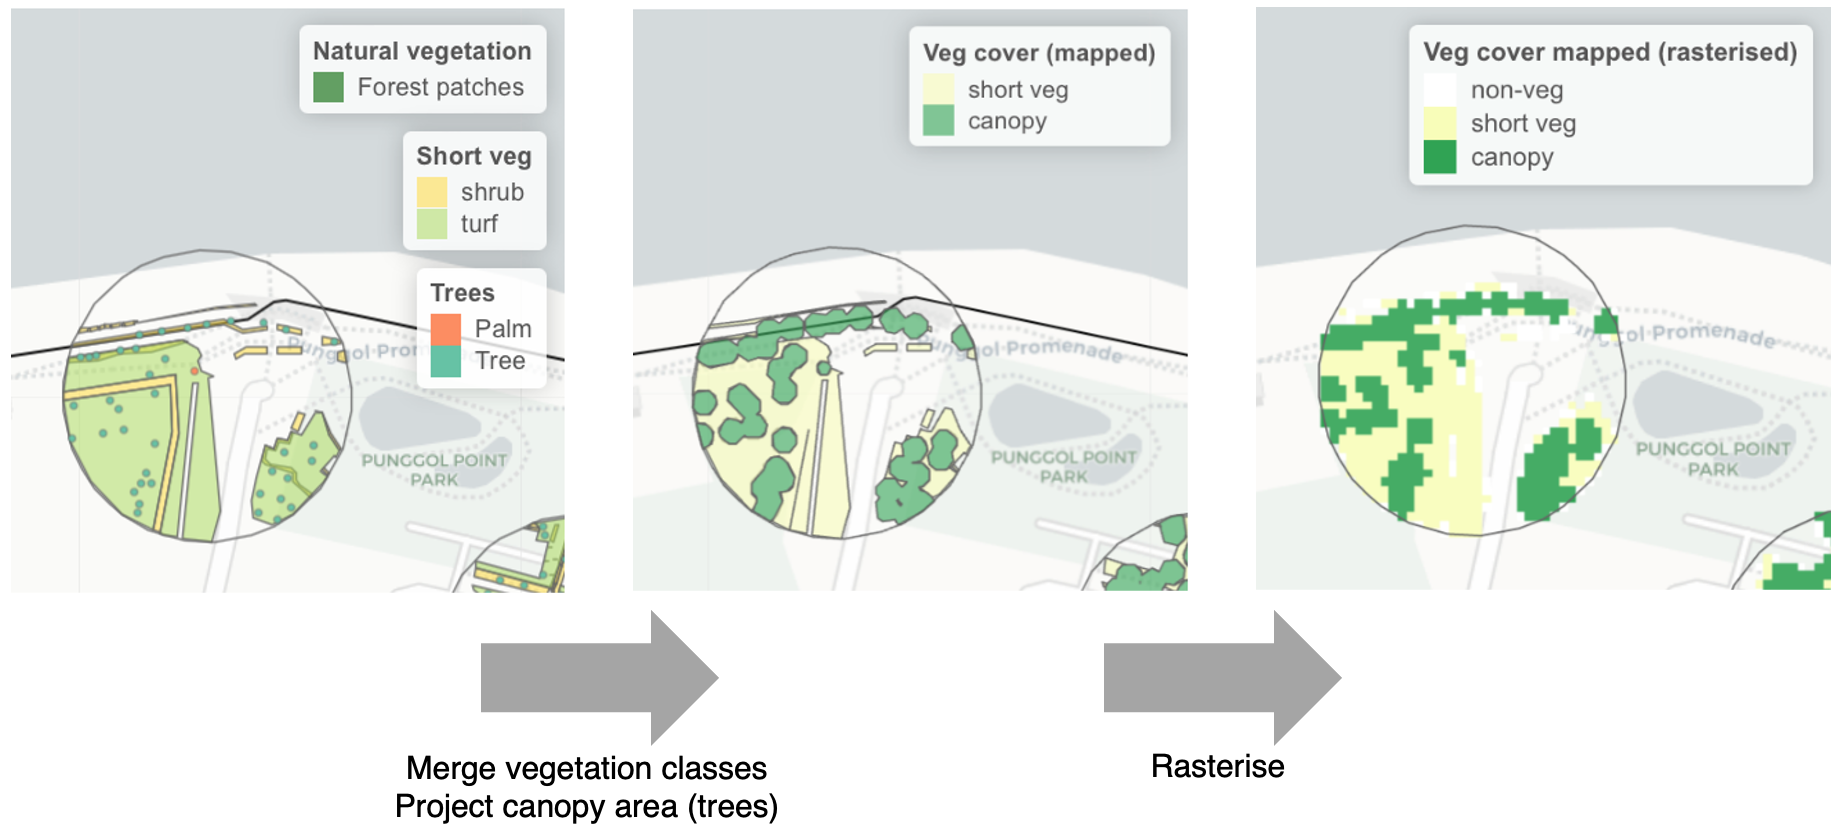 Natural vegetation
Forest patches
Short veg
shrub
turf
Trees
Palm
Tree
Punggol Prom
PUNGGOL POINT
PARK
Veg cover (mapped)
short veg
canopy
Punggol Promenade
PUNGGOL POINT
PARK
Veg cover mapped (rasterised)
non-veg
short veg
canopy
Punggol Promenade
PUNGGOL POINT
PARK
Merge vegetation classes
Project canopy area (trees)
Rasterise